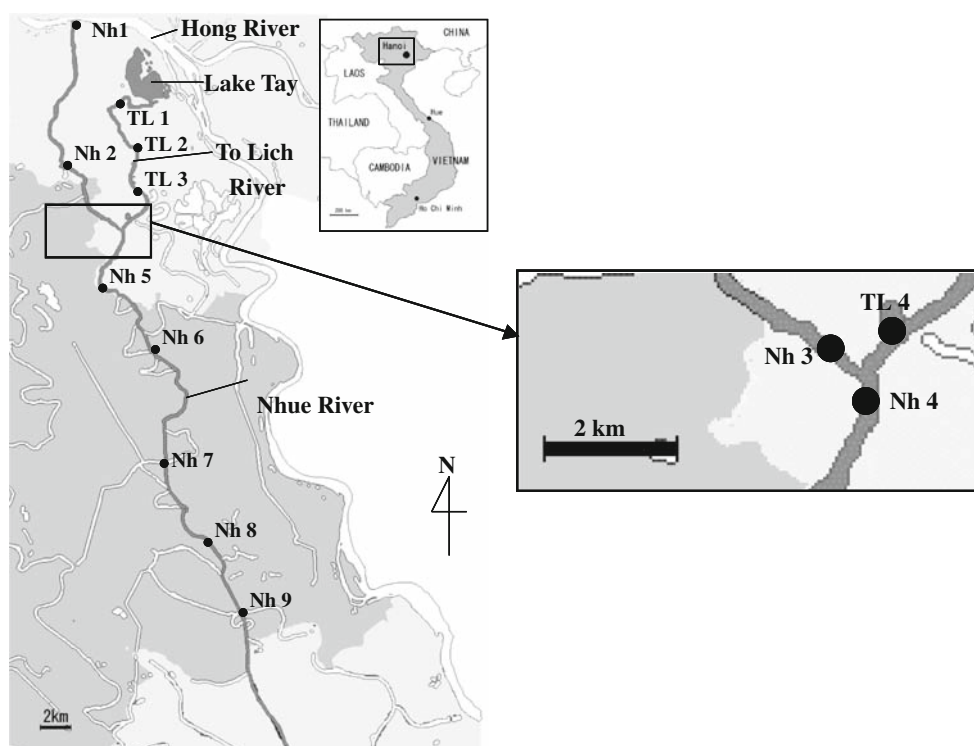 Nh1
Hong River
Lake Tay
TL 1
TL 2
To Lich
River
Nh 2
TL 3
Nh 5
Nh 6
Nhue River
Nh 7
Nh 8
Nh 9
N
2km
CHINA
Hanoi
LAOS
Hue
THAILAND
VIETNAM
CAMBODIA
Ho Chi Minh
200 km
TL 4
Nh 3
Nh 4
2 km